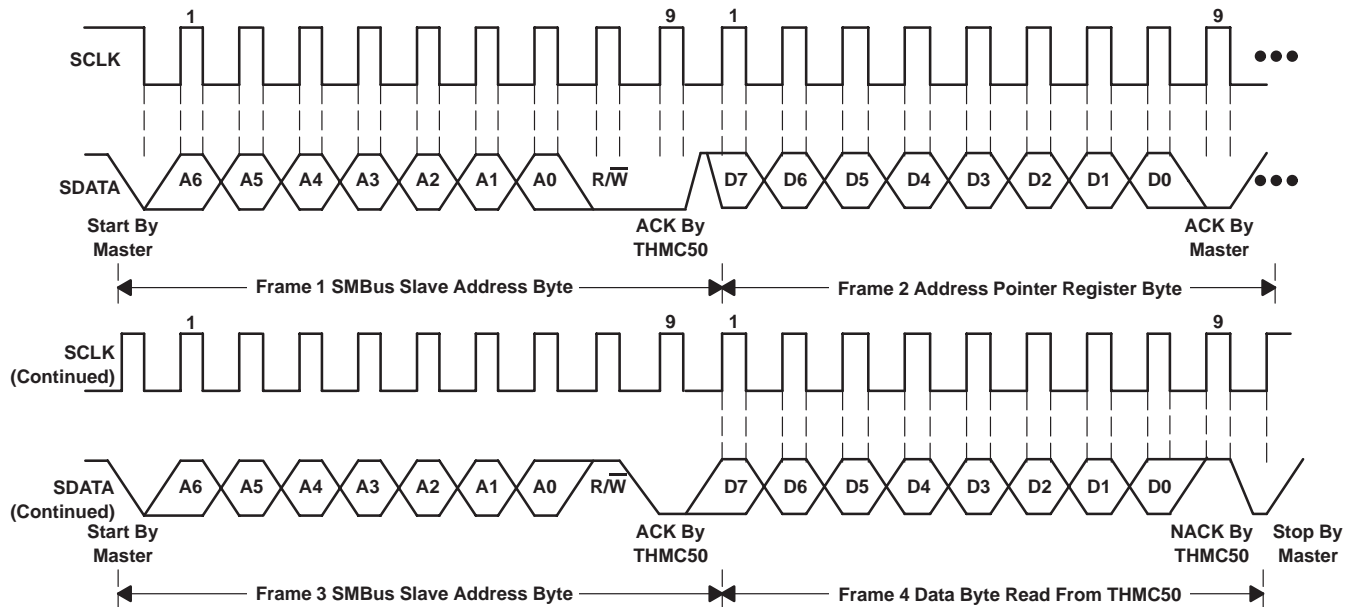 1 9 1 9
SCLK
SDATA A6 A5 A4 A3 A2 A1 A0 R/W̅ D7 D6 D5 D4 D3 D2 D1 D0
Start By
Master
ACK By
THMC50
ACK By
Master
Frame 1 SMBus Slave Address Byte
Frame 2 Address Pointer Register Byte
1 9 1 9
SCLK
(Continued)
SDATA
(Continued)
A6 A5 A4 A3 A2 A1 A0 R/W̅ D7 D6 D5 D4 D3 D2 D1 D0
Start By
Master
ACK By
THMC50
NACK By
THMC50
Stop By
Master
Frame 3 SMBus Slave Address Byte
Frame 4 Data Byte Read From THMC50